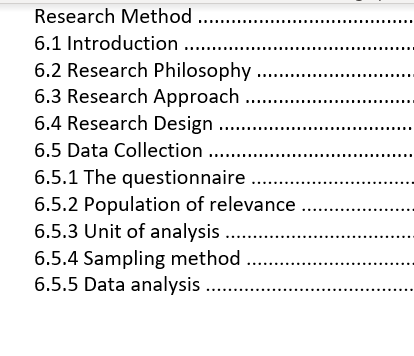 Research Method ..............................
6.1 Introduction ................................
6.2 Research Philosophy .....................
6.3 Research Approach .......................
6.4 Research Design ...........................
6.5 Data Collection .............................
6.5.1 The questionnaire ......................
6.5.2 Population of relevance ..............
6.5.3 Unit of analysis ..........................
6.5.4 Sampling method .......................
6.5.5 Data analysis .............................